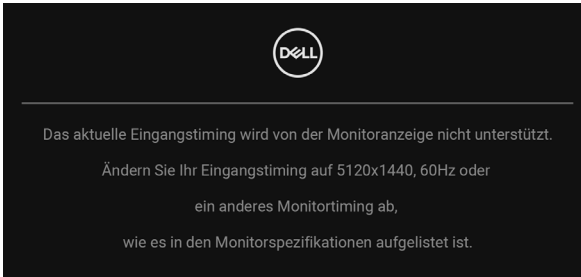 DELL
Das aktuelle Eingangstiming wird von der Monitoranzeige nicht unterstützt.
Ändern Sie Ihr Eingangstiming auf 5120x1440, 60Hz oder
ein anderes Monitortiming ab,
wie es in den Monitorspezifikationen aufgelistet ist.